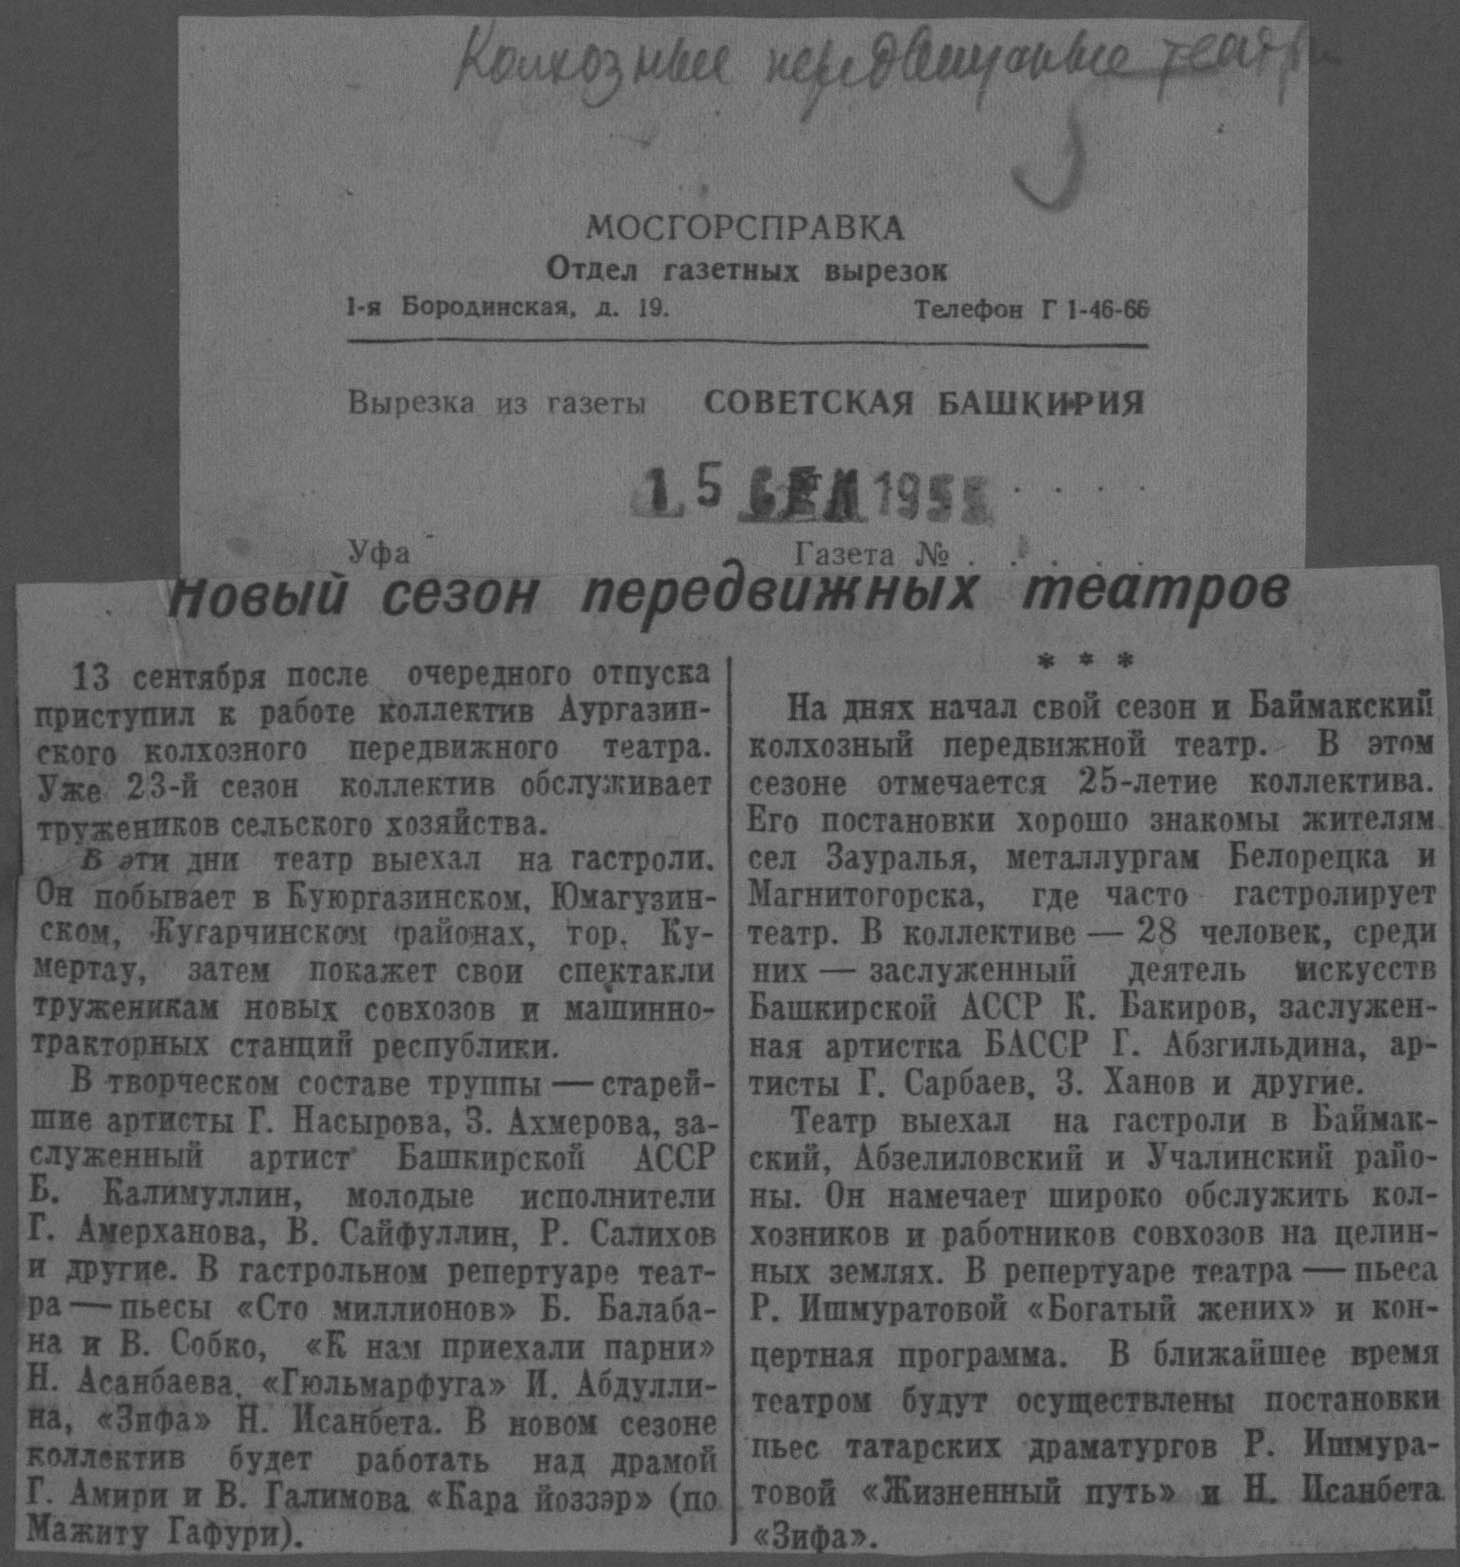 Колхозные передвижные театры
МОСГОРСПРАВКА
Отдел газетных вырезок
1-я Бородинская, д. 19. Телефон Г 1-46-66
Вырезка из газеты СОВЕТСКАЯ БАШКИРИЯ
15 СЕН 195
Уфа Газета № . . . . .
Новый сезон передвижных театров
13 сентября после очередного отпуска
приступил к работе коллектив Аургазин-
ского колхозного передвижного театра.
Уже 23-й сезон коллектив обслуживает
тружеников сельского хозяйства.
В эти дни театр выехал на гастроли.
Он побывает в Куюргазинском, Юмагузин-
ском, Кугарчинском районах, гор. Ку-
мертау, затем покажет свои спектакли
труженикам новых совхозов и машинно-
тракторных станций республики.
В творческом составе труппы — старей-
шие артисты Г. Насырова, З. Ахмерова, за-
служенный артист Башкирской АССР
Б. Калимуллин, молодые исполнители
Г. Амерханова, В. Сайфуллин, Р. Салихов
и другие. В гастрольном репертуаре теат-
ра — пьесы «Сто миллионов» Б. Балаба-
на и В. Собко, «К нам приехали парни»
Н. Асанбаева, «Гюльмарфуга» И. Абдулли-
на, «Зифа» Н. Исанбета. В новом сезоне
коллектив будет работать над драмой
Г. Амири и В. Галимова «Кара йоззэр» (по
Мажиту Гафури).
* * *
На днях начал свой сезон и Баймакский
колхозный передвижной театр. В этом
сезоне отмечается 25-летие коллектива.
Его постановки хорошо знакомы жителям
сел Зауралья, металлургам Белорецка и
Магнитогорска, где часто гастролирует
театр. В коллективе — 28 человек, среди
них — заслуженный деятель искусств
Башкирской АССР К. Бакиров, заслужен-
ная артистка БАССР Г. Абзгильдина, ар-
тисты Г. Сарбаев, З. Ханов и другие.
Театр выехал на гастроли в Баймак-
ский, Абзелиловский и Учалинский райо-
ны. Он намечает широко обслужить кол-
хозников и работников совхозов на целин-
ных землях. В репертуаре театра — пьеса
Р. Ишмуратовой «Богатый жених» и кон-
цертная программа. В ближайшее время
театром будут осуществлены постановки
пьес татарских драматургов Р. Ишмура-
товой «Жизненный путь» и Н. Исанбета
«Зифа».